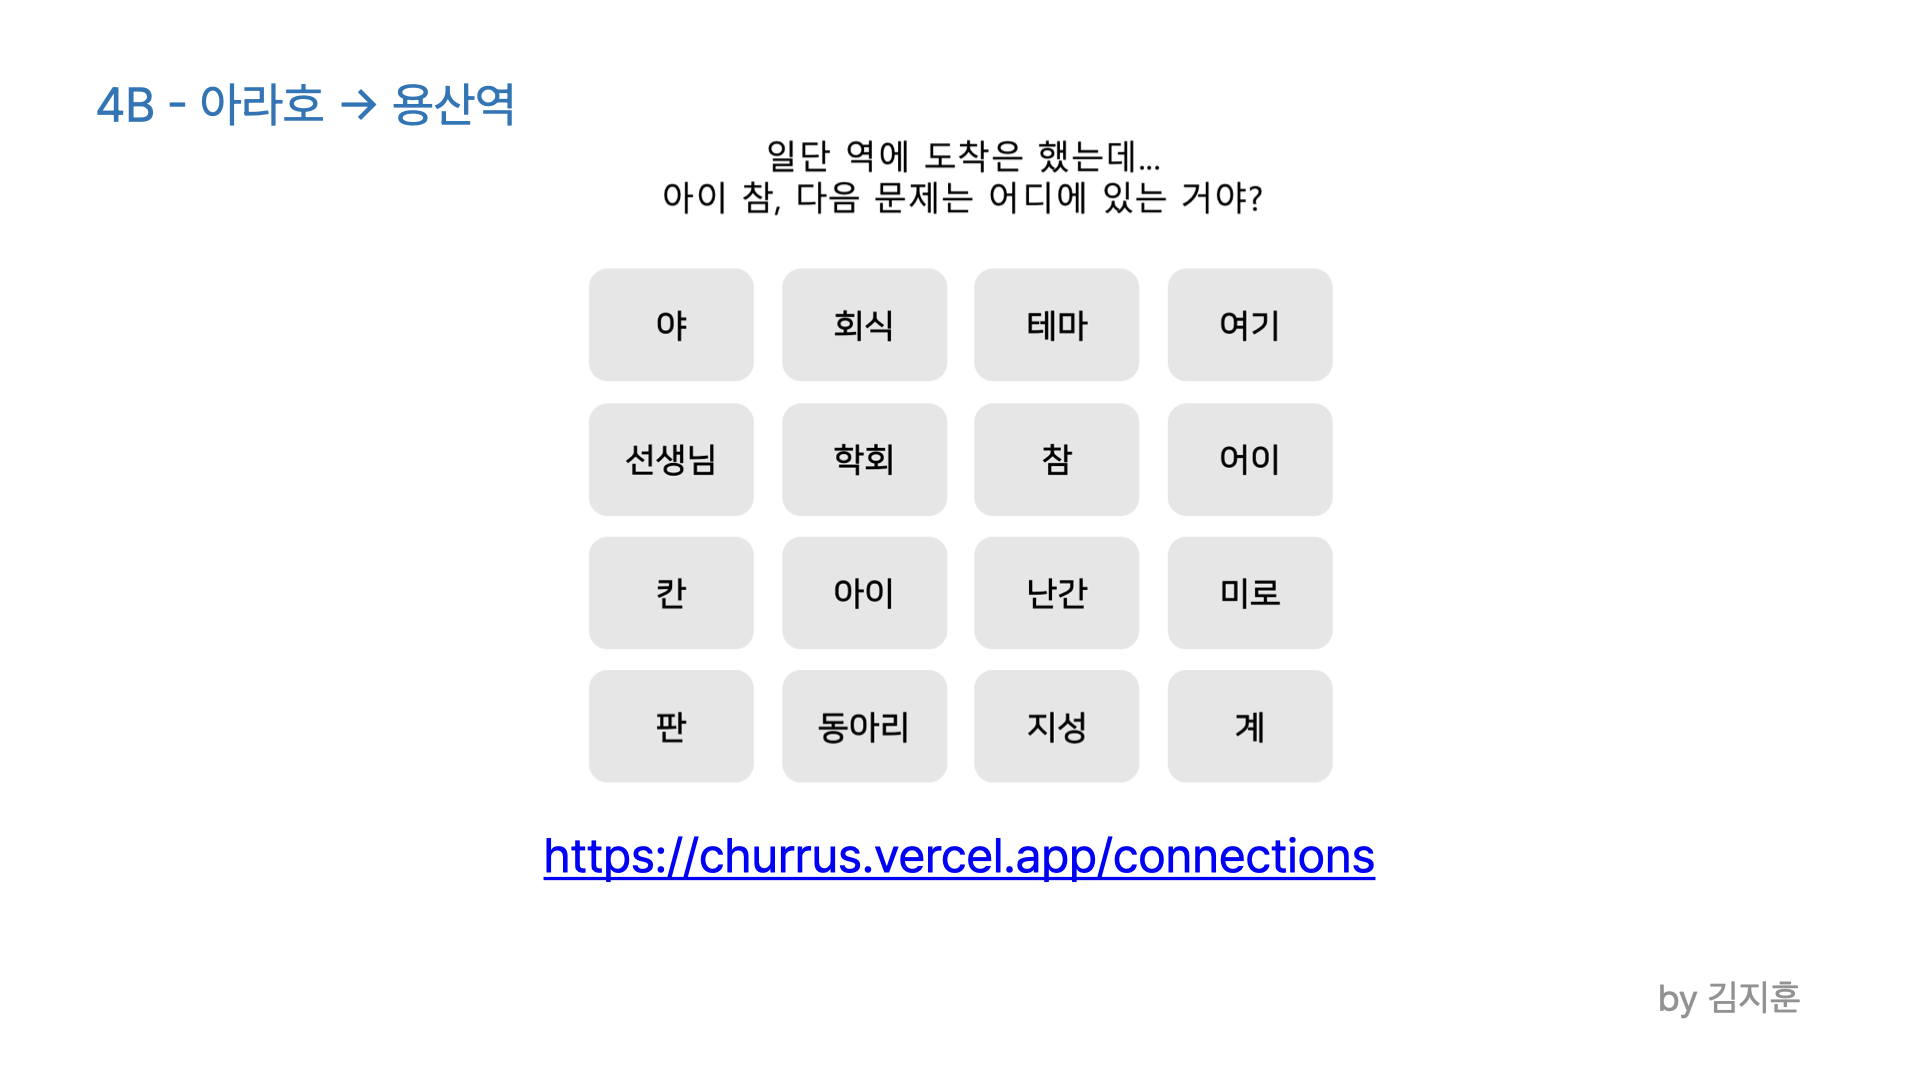 4B - 아라호 → 용산역
일단 역에 도착은 했는데...
아이 참, 다음 문제는 어디에 있는 거야?
야 회식 테마 여기
선생님 학회 참 어이
칸 아이 난간 미로
판 동아리 지성 계
https://churrus.vercel.app/connections
by 김지훈